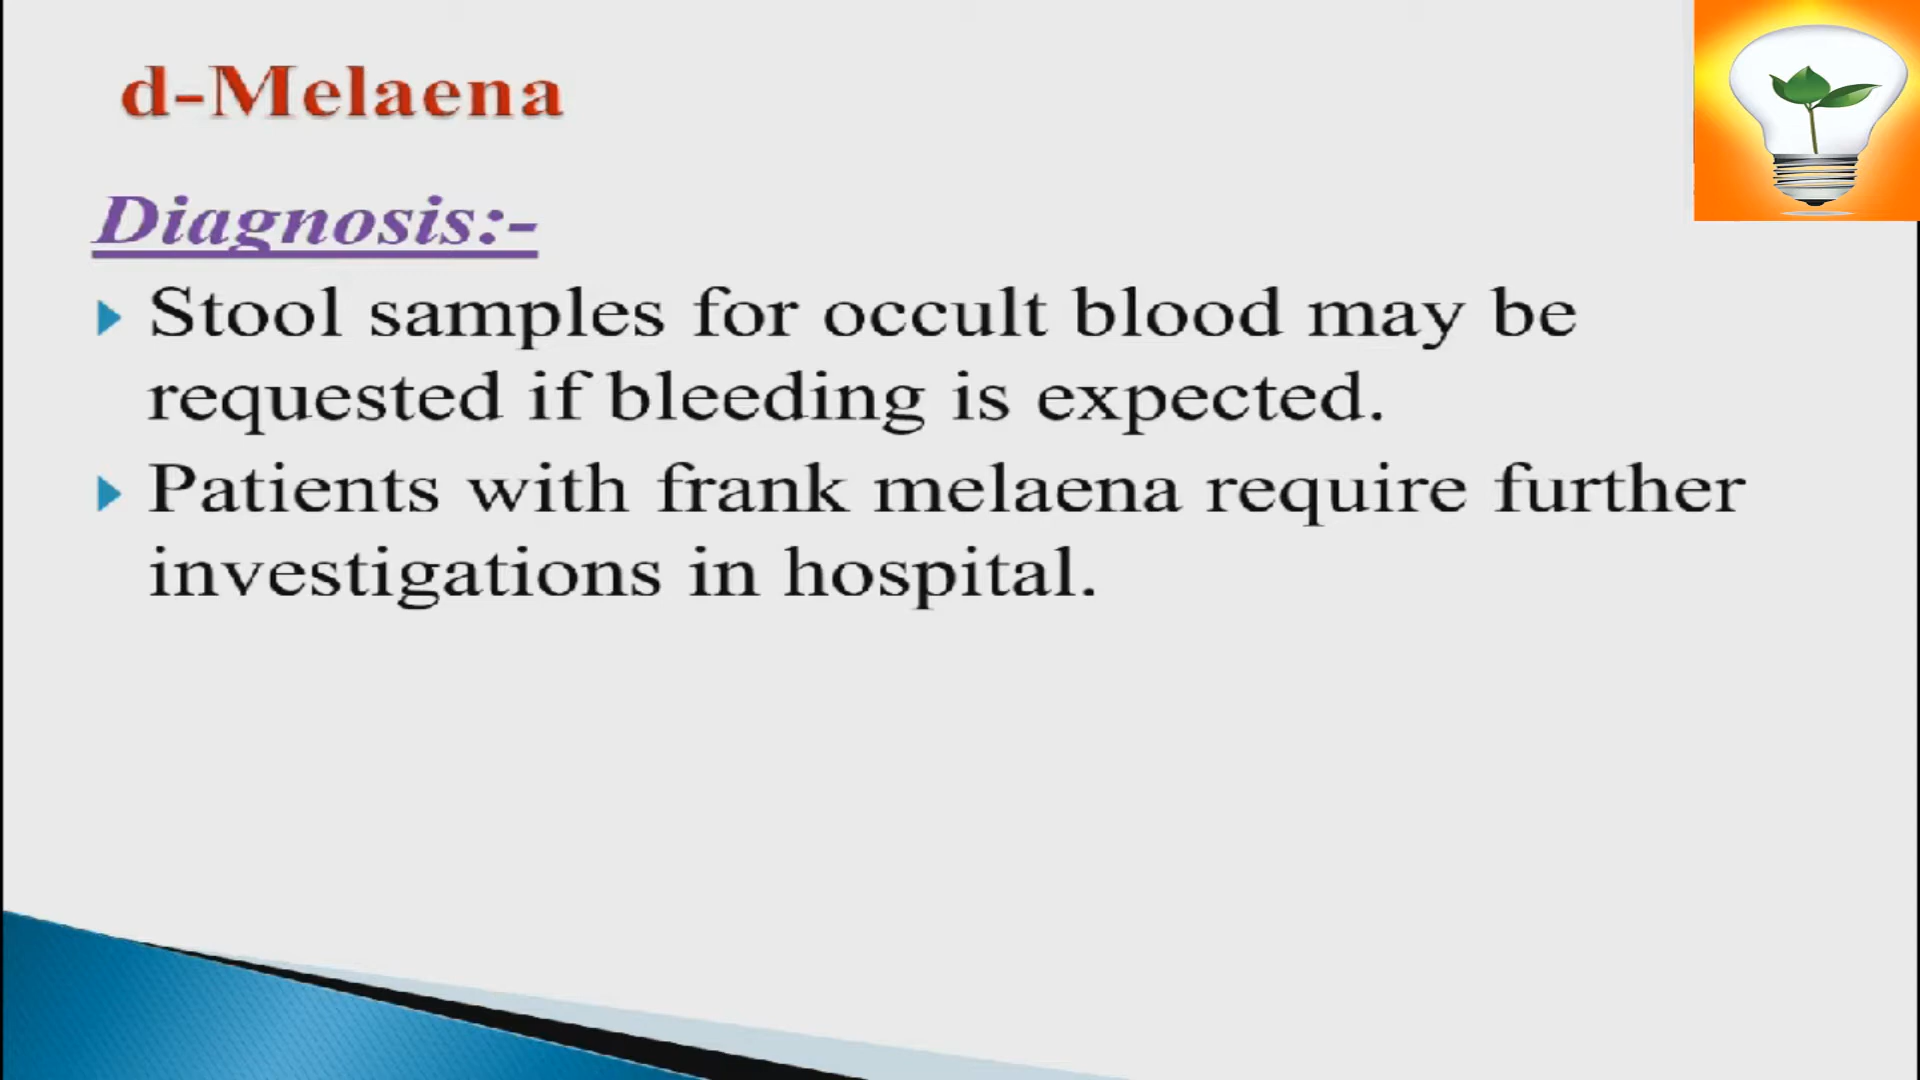 d-Melaena
Diagnosis:-
Stool samples for occult blood may be
requested if bleeding is expected.
Patients with frank melaena require further
investigations in hospital.